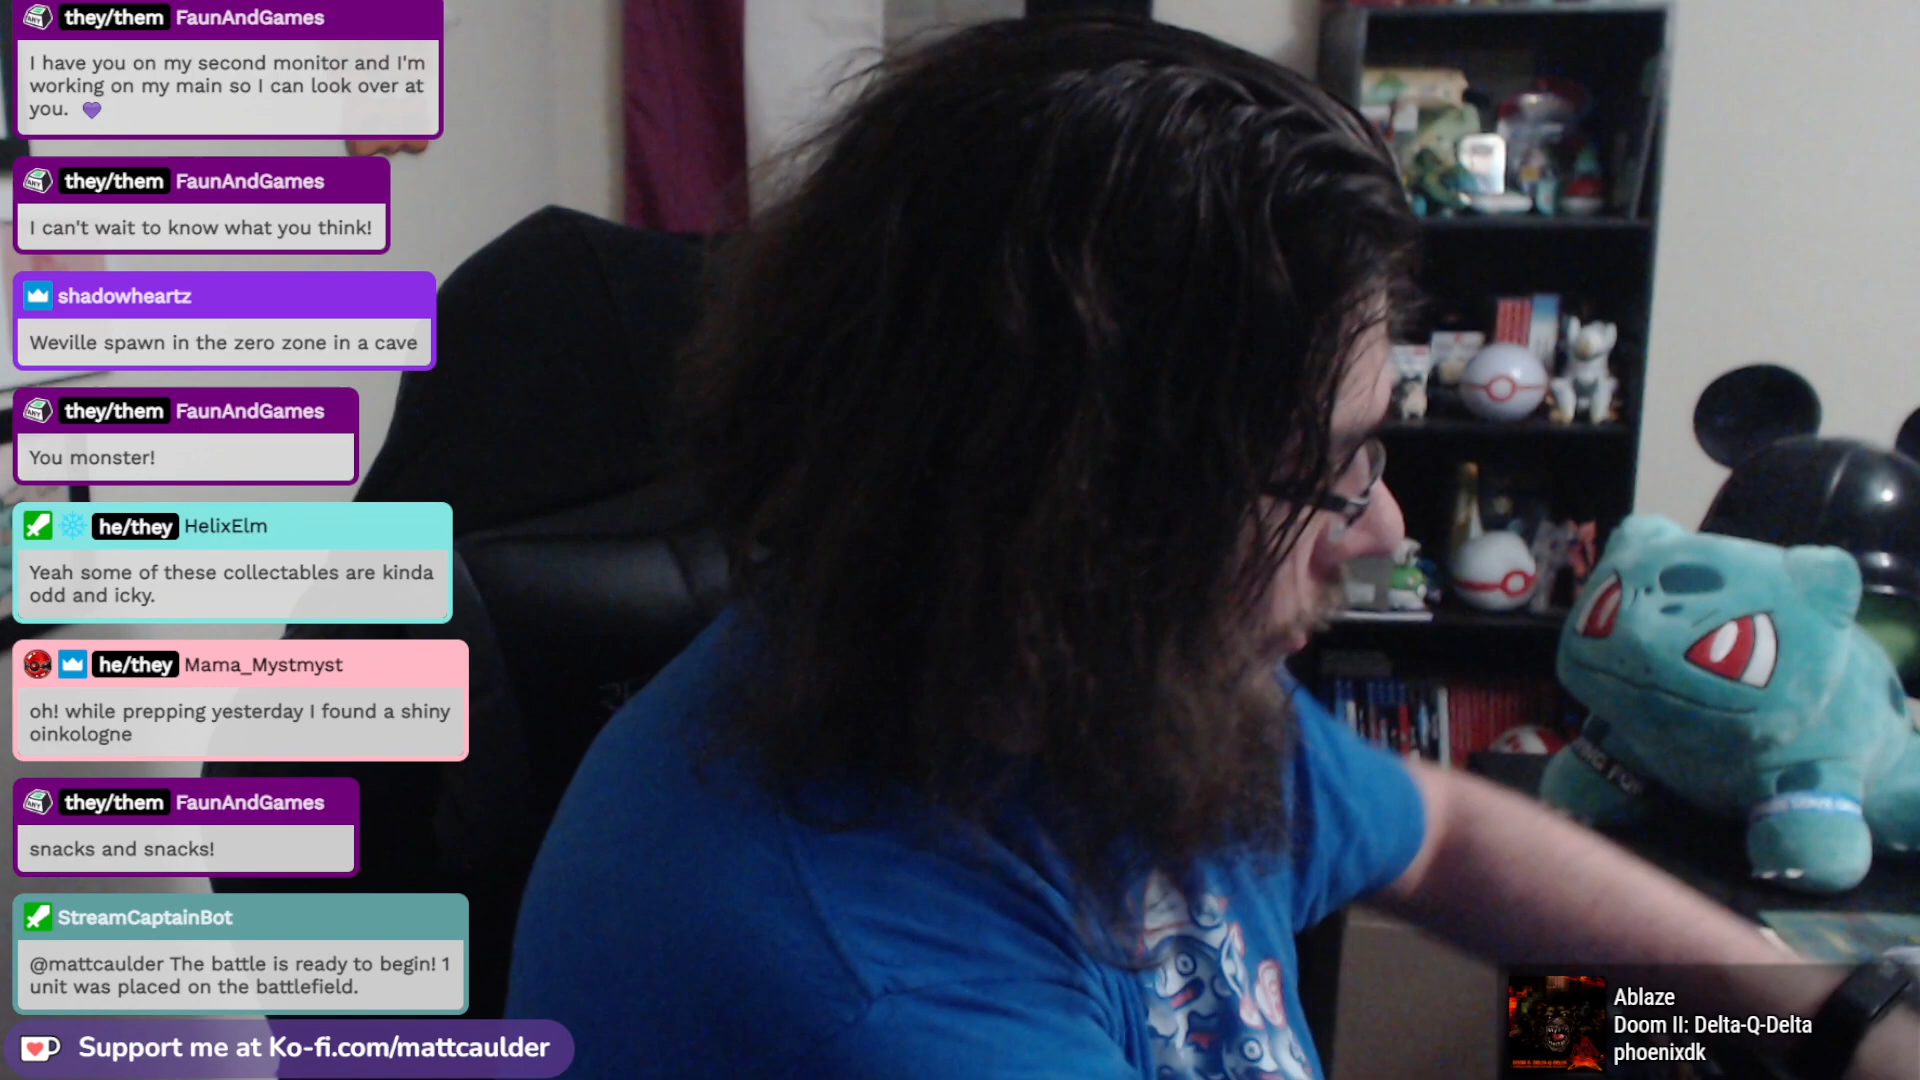 they/them FaunAndGames
I have you on my second monitor and I'm
working on my main so I can look over at
you. 💜
they/them FaunAndGames
I can't wait to know what you think!
shadowheartz
Weville spawn in the zero zone in a cave
they/them FaunAndGames
You monster!
he/they HelixElm
Yeah some of these collectables are kinda
odd and icky.
he/they Mama_Mystmyst
oh! while prepping yesterday I found a shiny
oinkologne
they/them FaunAndGames
snacks and snacks!
StreamCaptainBot
@mattcaulder The battle is ready to begin! 1
unit was placed on the battlefield.
Support me at Ko-fi.com/mattcaulder
Ablaze
Doom II: Delta-Q-Delta
phoenixdk